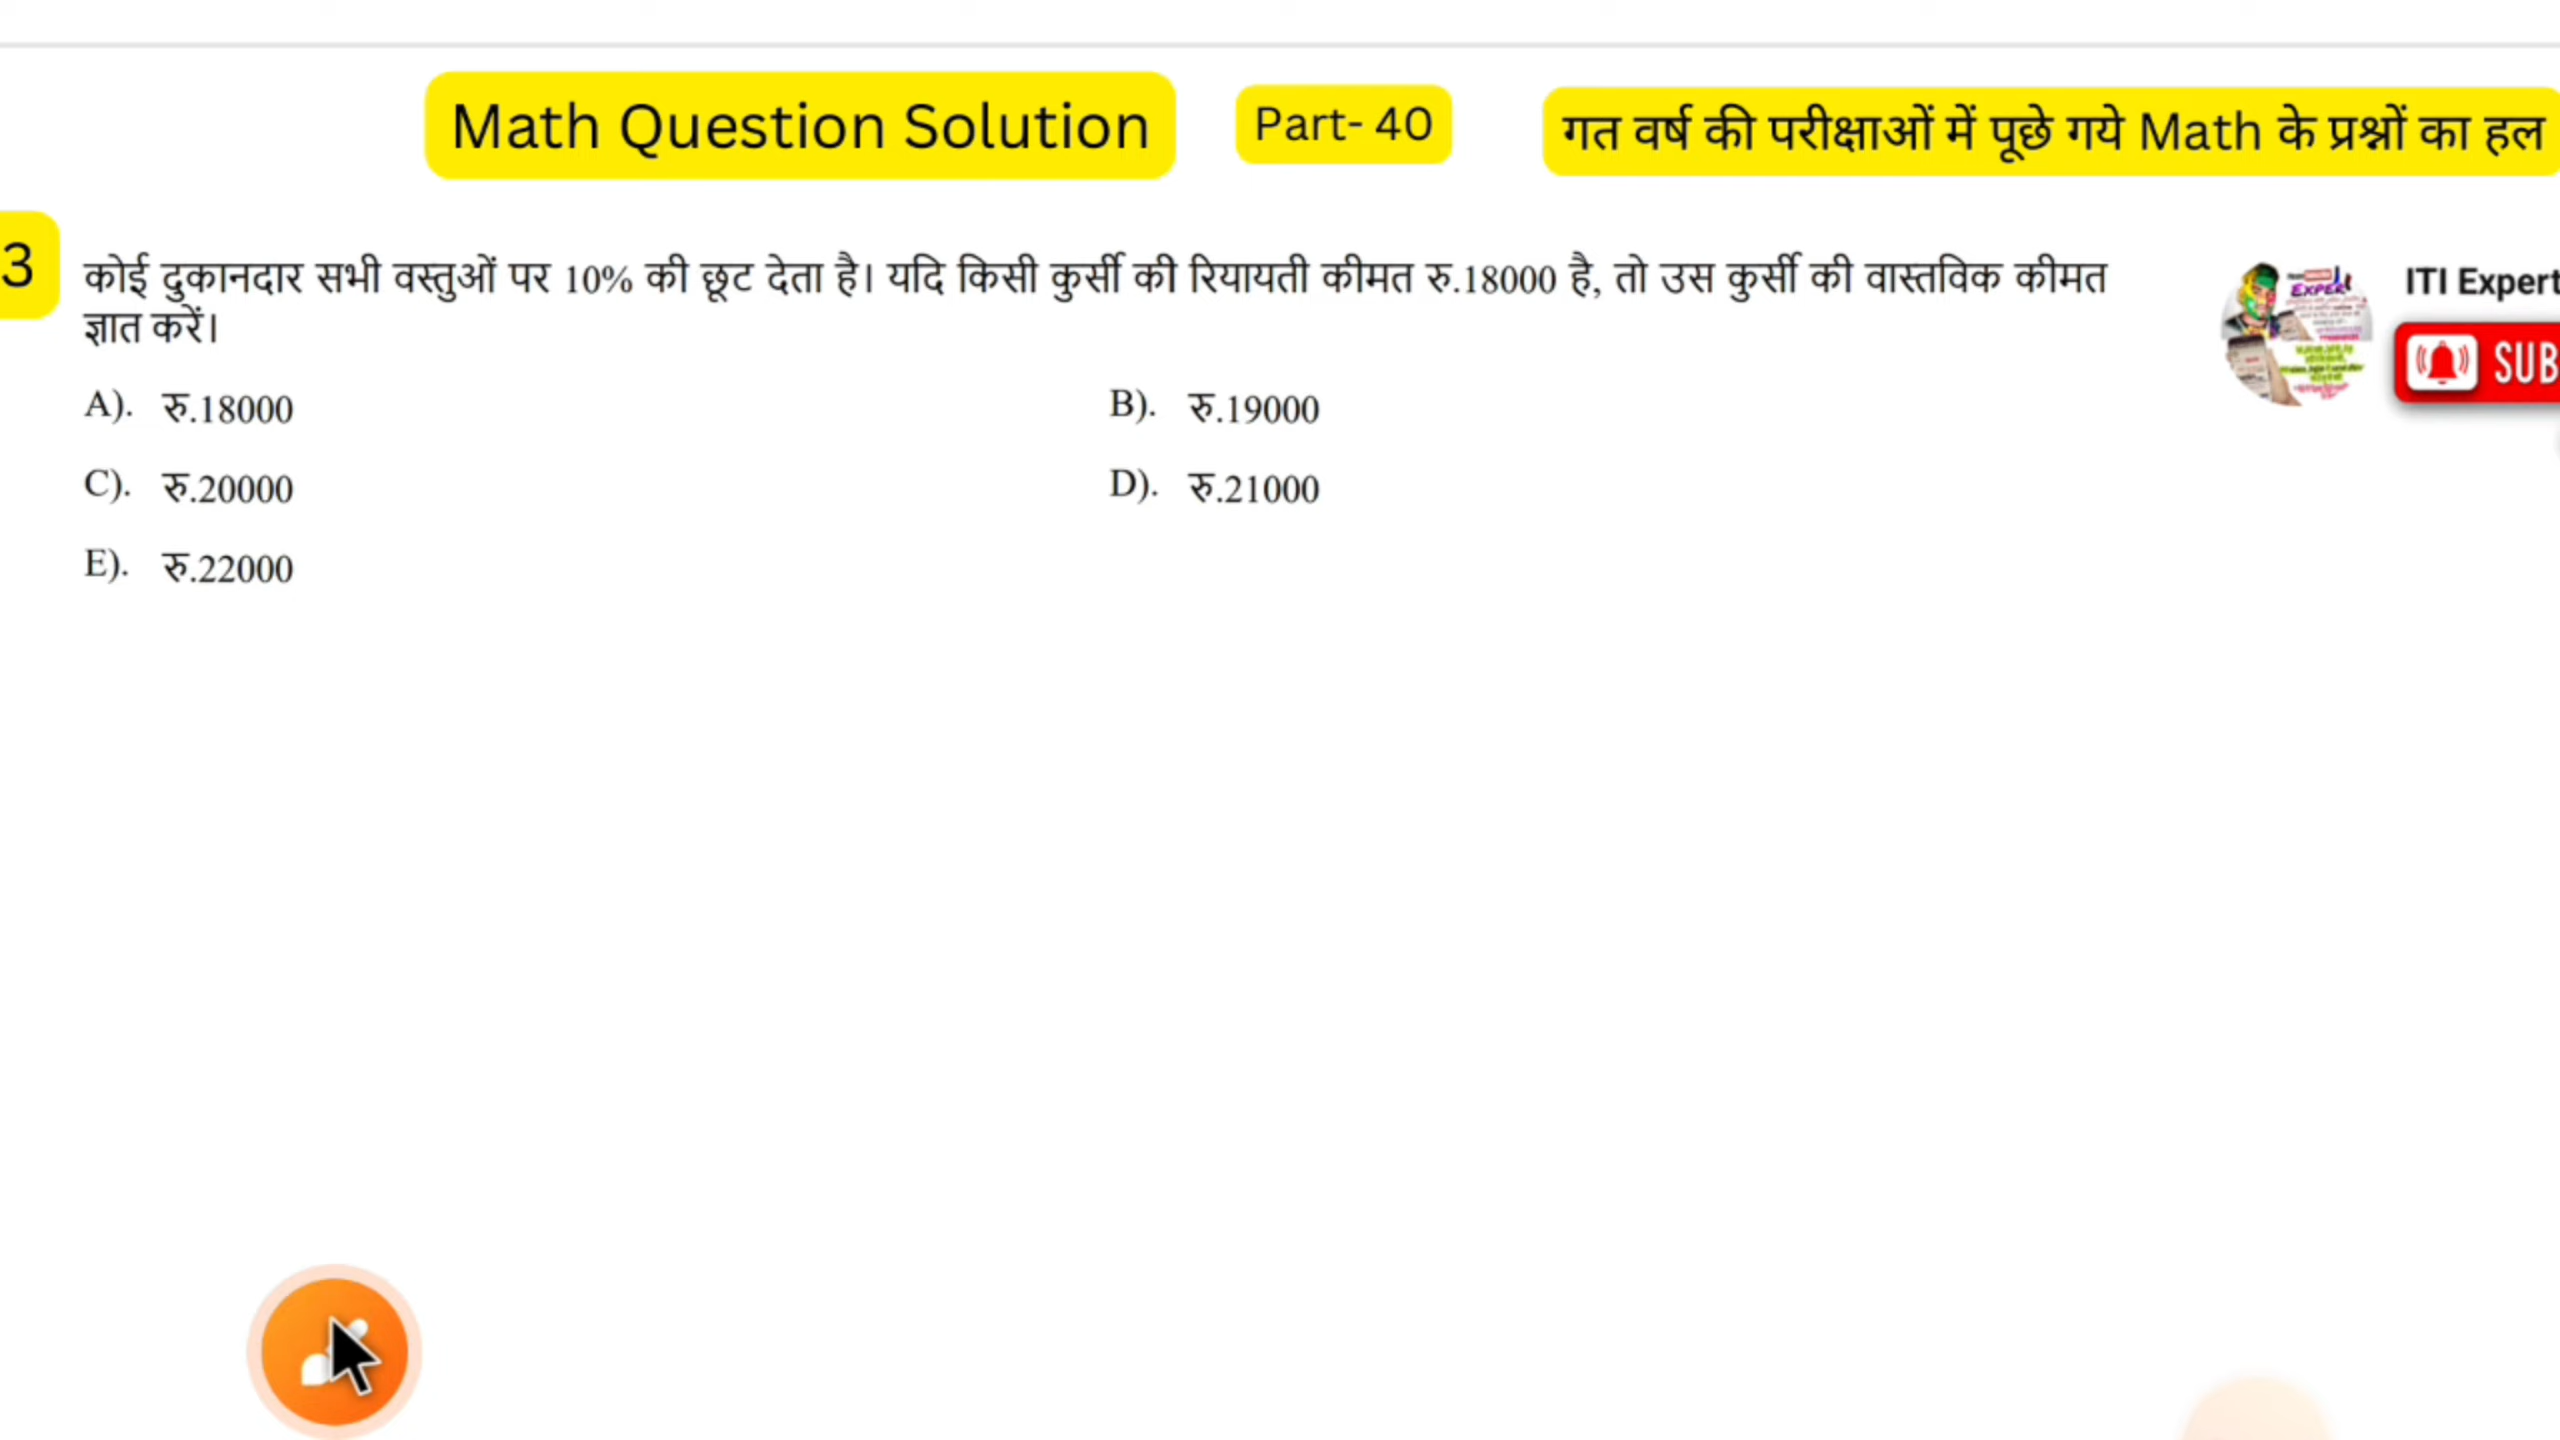 Math Question Solution
Part- 40
गत वर्ष की परीक्षाओं में पूछे गये Math के प्रश्नों का हल
3
कोई दुकानदार सभी वस्तुओं पर 10% की छूट देता है। यदि किसी कुर्सी की रियायती कीमत रु.18000 है, तो उस कुर्सी की वास्तविक कीमत
ज्ञात करें।
A). रु.18000
B). रु.19000
C). रु.20000
D). रु.21000
E). रु.22000
EXPERT
ITI Expert
SUB